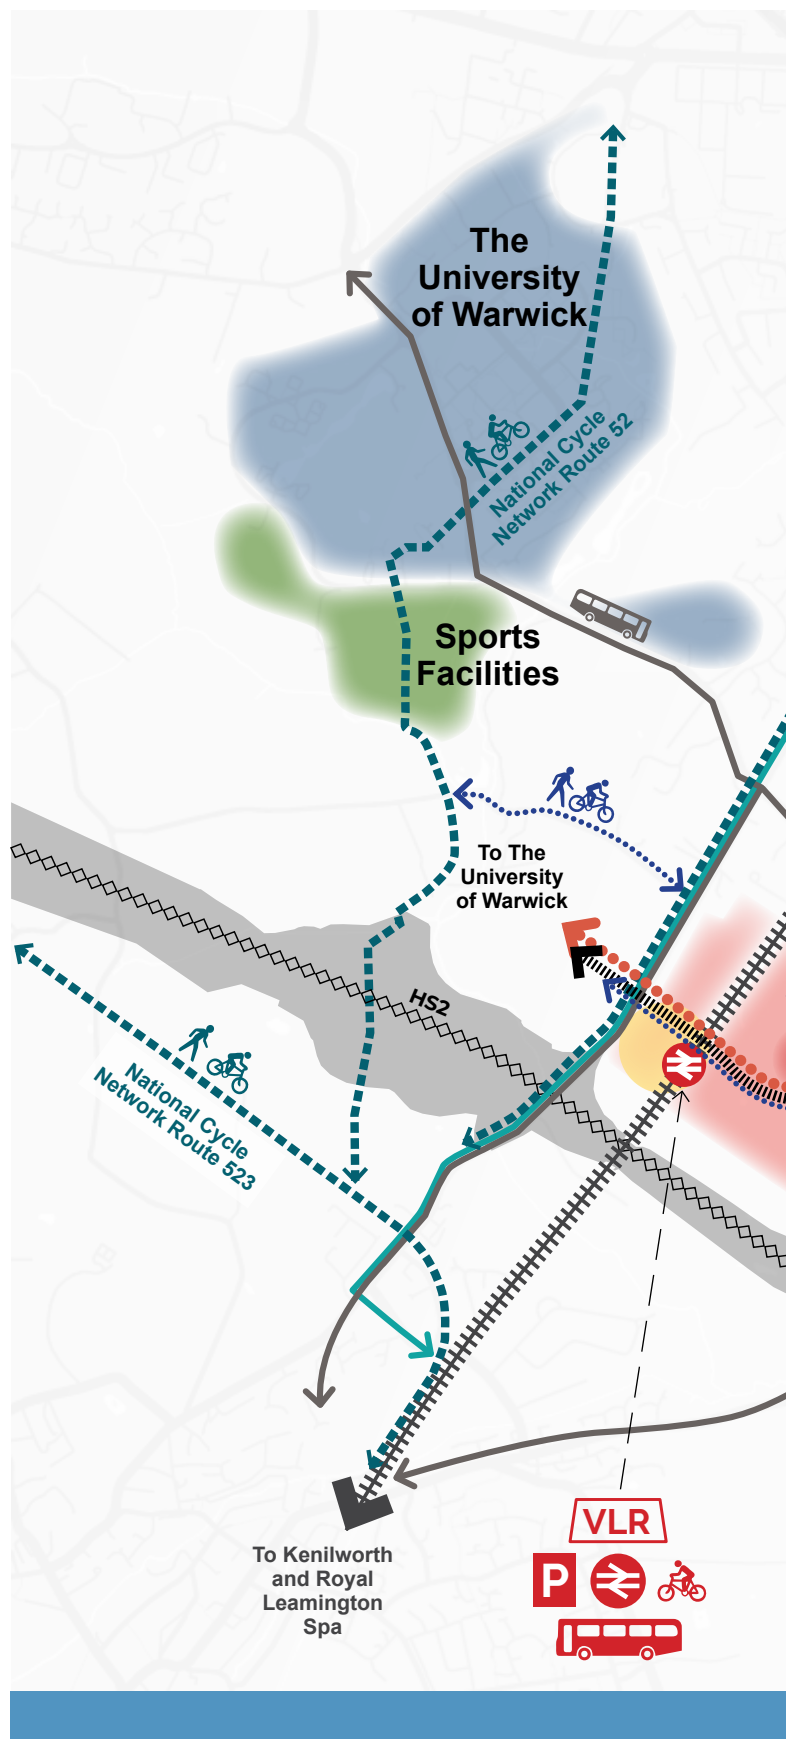 The
University
of Warwick
National Cycle
Network Route 52
Sports
Facilities
To The
University
of Warwick
HS2
National Cycle
Network Route 523
VLR
P
To Kenilworth
and Royal
Leamington
Spa